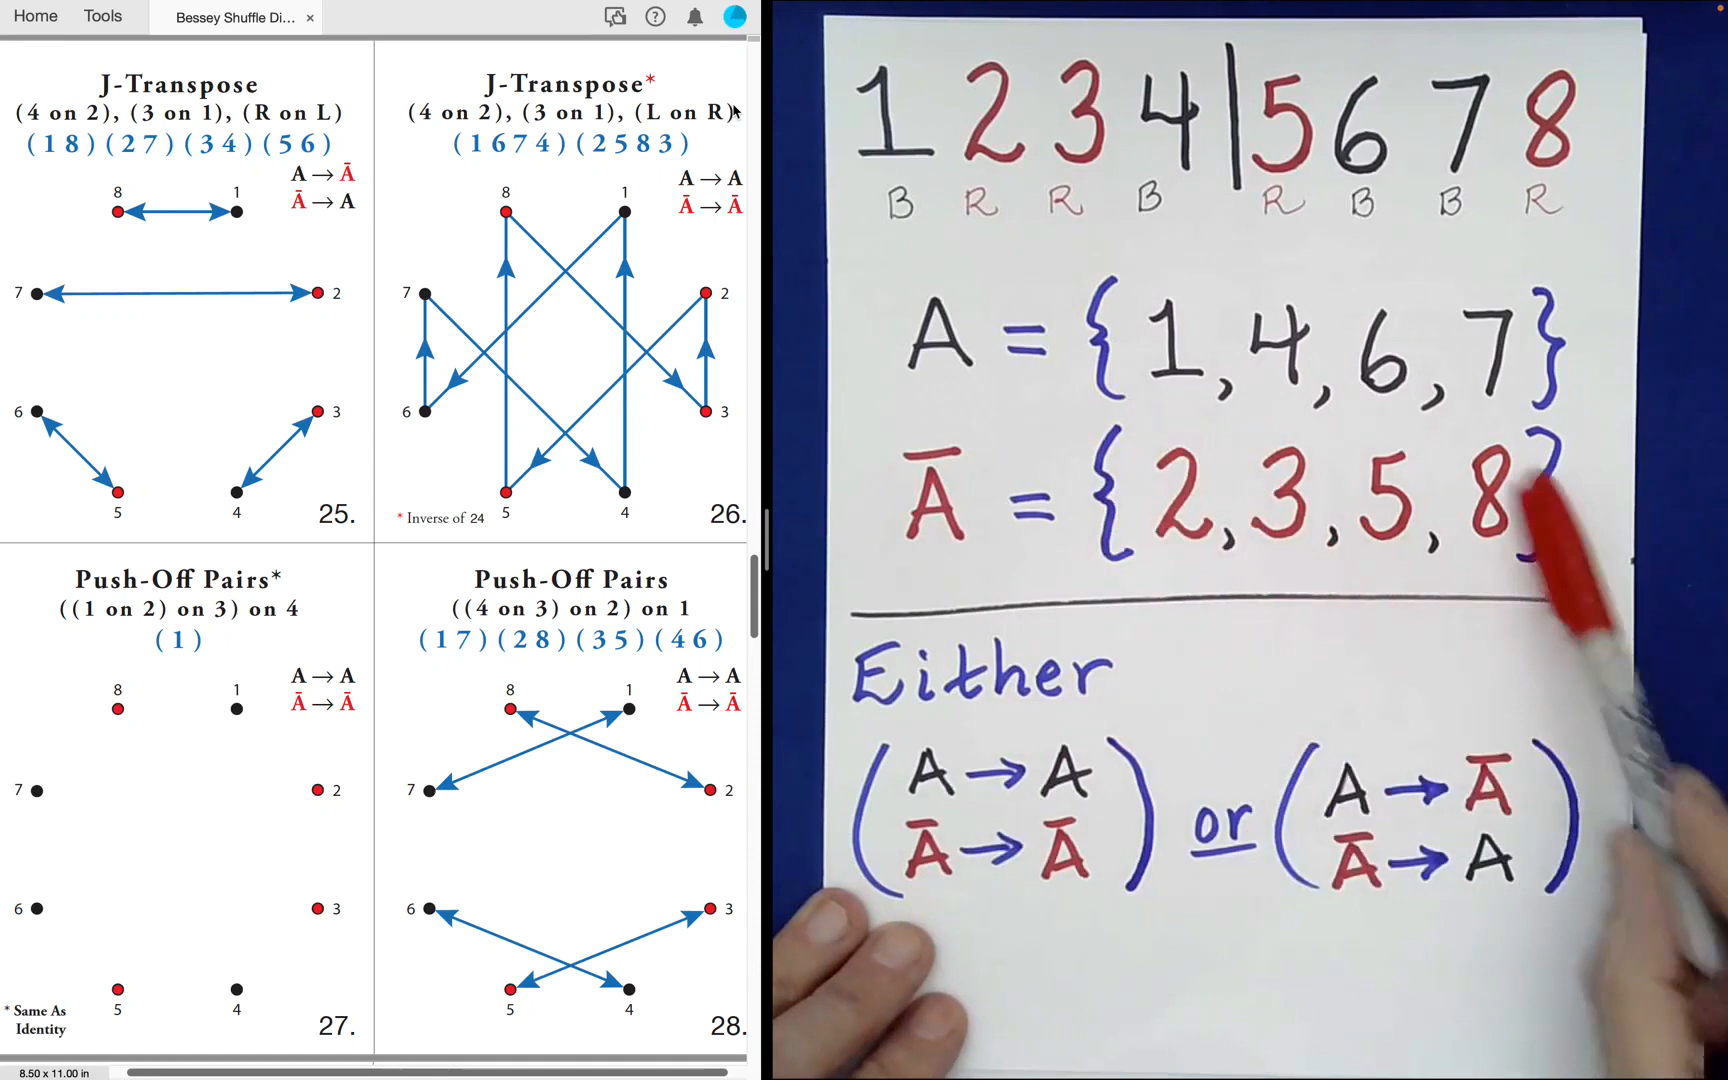 Home Tools Bessey Shuffle Di... ×
J-Transpose
(4 on 2), (3 on 1), (R on L)
(18)(27)(34)(56)
A → Ā
Ā → A
8 1
7 2
6 3
5 4
25.
J-Transpose*
(4 on 2), (3 on 1), (L on R)
(1674)(2583)
A → A
Ā → Ā
8 1
7 2
6 3
* Inverse of 24 5 4
26.
Push-Off Pairs*
((1 on 2) on 3) on 4
(1)
A → A
Ā → Ā
8 1
7 2
6 3
5 4
* Same As
Identity
27.
Push-Off Pairs
((4 on 3) on 2) on 1
(17)(28)(35)(46)
A → A
Ā → Ā
8 1
7 2
6 3
5 4
28.
8.50 x 11.00 in
1 2 3 4 | 5 6 7 8
B R R B R B B R
A = { 1, 4, 6, 7 }
Ā = { 2, 3, 5, 8 }
Either
( A → A ) or ( A → Ā )
( Ā → Ā ) ( Ā → A )